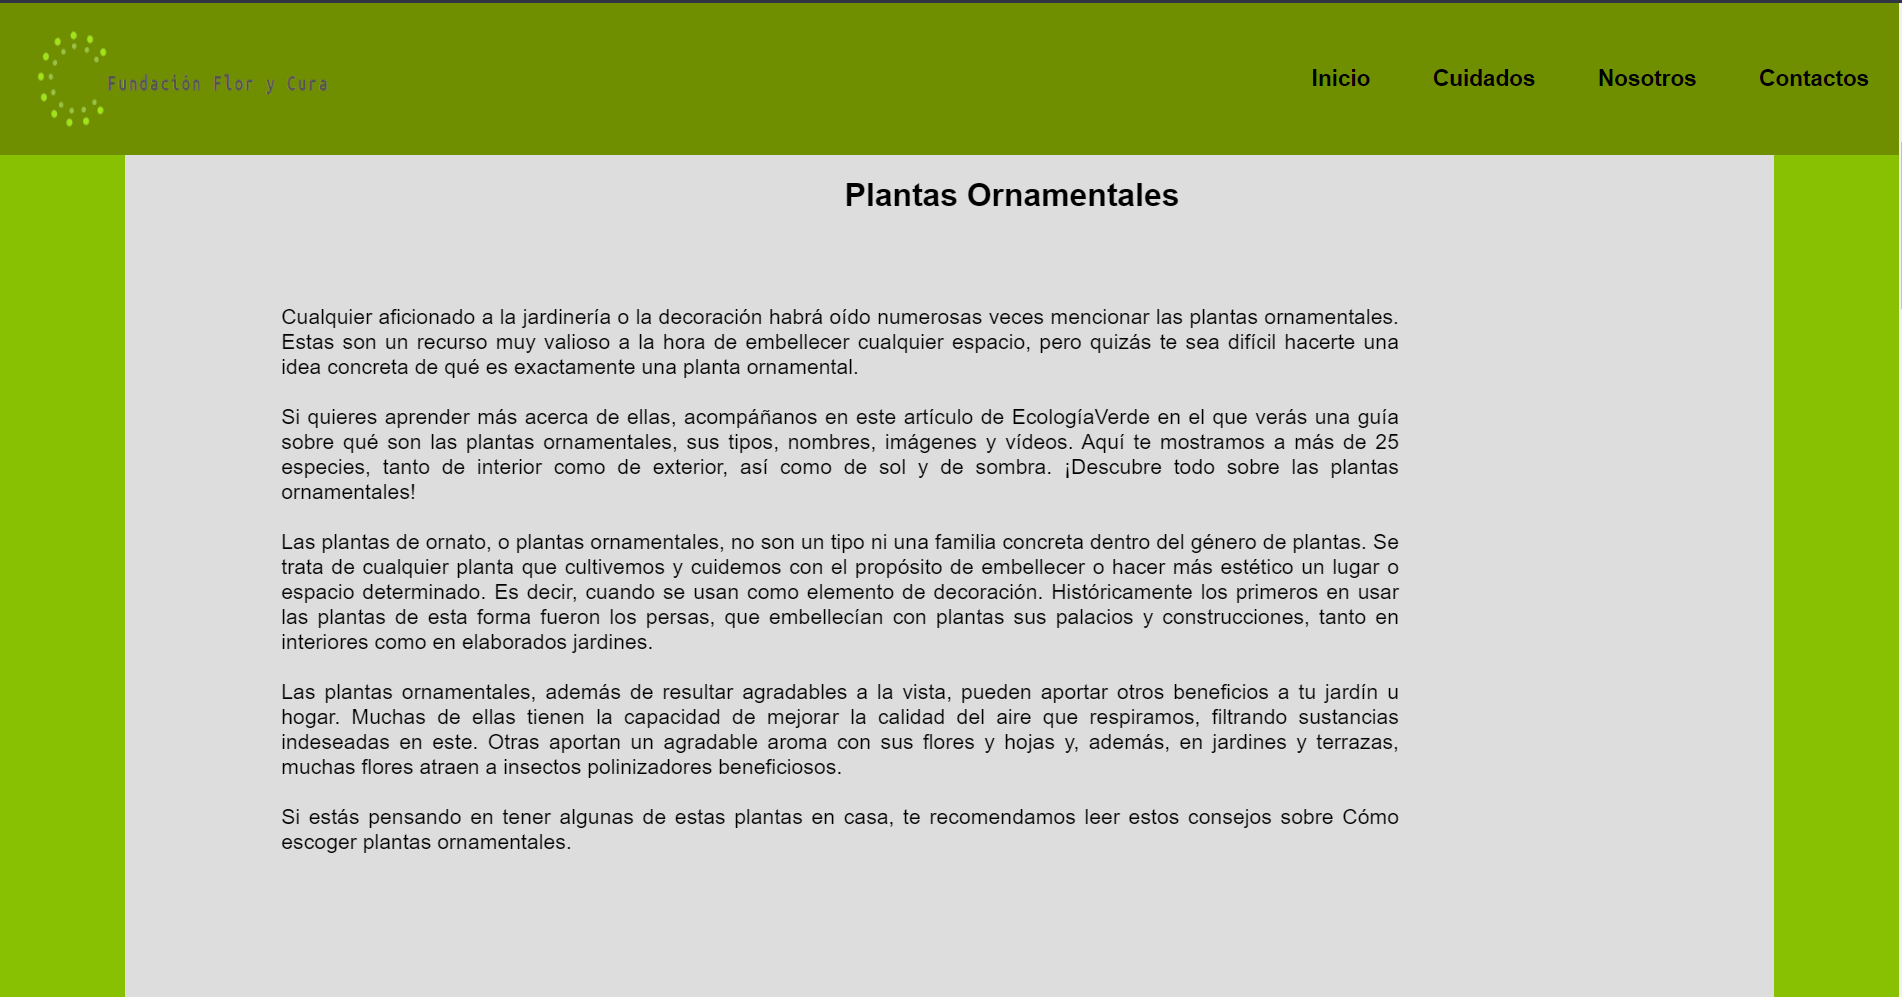 Fundación Flor y Cura
Inicio
Cuidados
Nosotros
Contactos
Plantas Ornamentales
Cualquier aficionado a la jardinería o la decoración habrá oído numerosas veces mencionar las plantas ornamentales.
Estas son un recurso muy valioso a la hora de embellecer cualquier espacio, pero quizás te sea difícil hacerte una
idea concreta de qué es exactamente una planta ornamental.
Si quieres aprender más acerca de ellas, acompáñanos en este artículo de EcologíaVerde en el que verás una guía
sobre qué son las plantas ornamentales, sus tipos, nombres, imágenes y vídeos. Aquí te mostramos a más de 25
especies, tanto de interior como de exterior, así como de sol y de sombra. ¡Descubre todo sobre las plantas
ornamentales!
Las plantas de ornato, o plantas ornamentales, no son un tipo ni una familia concreta dentro del género de plantas. Se
trata de cualquier planta que cultivemos y cuidemos con el propósito de embellecer o hacer más estético un lugar o
espacio determinado. Es decir, cuando se usan como elemento de decoración. Históricamente los primeros en usar
las plantas de esta forma fueron los persas, que embellecían con plantas sus palacios y construcciones, tanto en
interiores como en elaborados jardines.
Las plantas ornamentales, además de resultar agradables a la vista, pueden aportar otros beneficios a tu jardín u
hogar. Muchas de ellas tienen la capacidad de mejorar la calidad del aire que respiramos, filtrando sustancias
indeseadas en este. Otras aportan un agradable aroma con sus flores y hojas y, además, en jardines y terrazas,
muchas flores atraen a insectos polinizadores beneficiosos.
Si estás pensando en tener algunas de estas plantas en casa, te recomendamos leer estos consejos sobre Cómo
escoger plantas ornamentales.